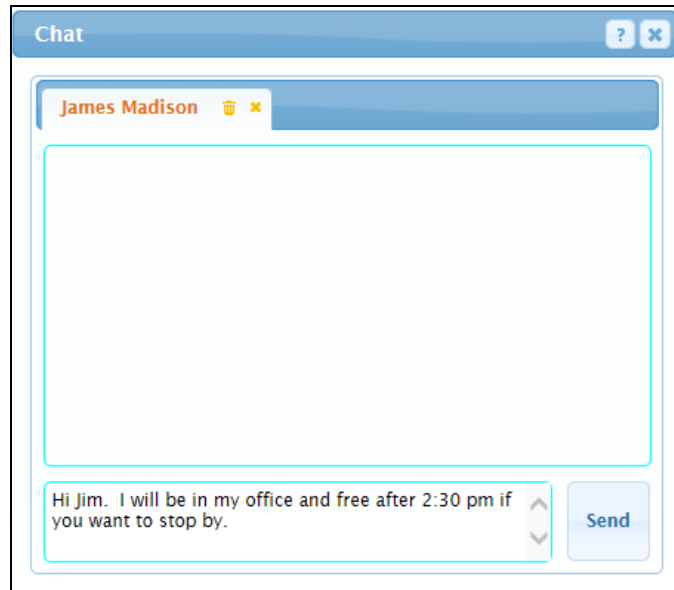 Chat
?
James Madison
Hi Jim.  I will be in my office and free after 2:30 pm if
you want to stop by.
Send